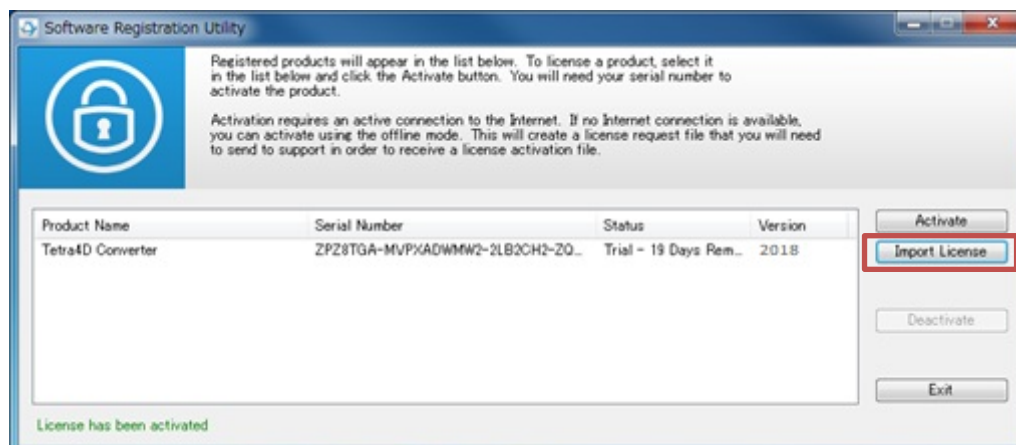 Software Registration Utility
Registered products will appear in the list below. To license a product, select it
in the list below and click the Activate button. You will need your serial number to
activate the product.
Activation requires an active connection to the Internet. If no Internet connection is available,
you can activate using the offline mode. This will create a license request file that you will need
to send to support in order to receive a license activation file.
Product Name Serial Number Status Version
Tetra4D Converter ZPZ8TGA-MVPXADWMW2-2LB2CH2-ZQ... Trial - 19 Days Rem... 2018
Activate
Import License
Deactivate
Exit
License has been activated